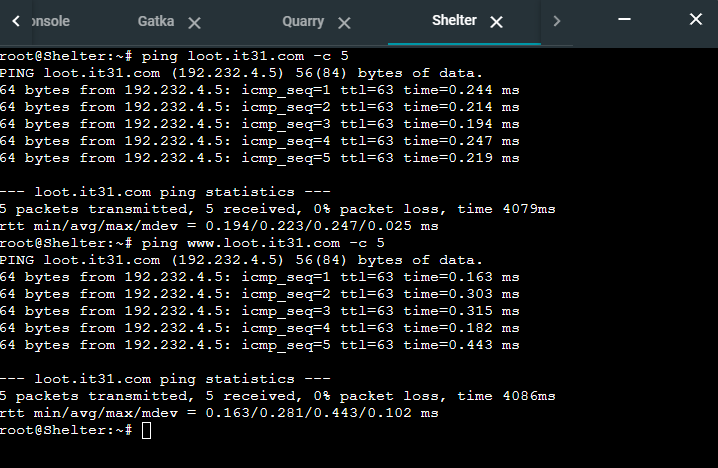 onsole Gatka Quarry Shelter
root@Shelter:~# ping loot.it31.com -c 5
PING loot.it31.com (192.232.4.5) 56(84) bytes of data.
64 bytes from 192.232.4.5: icmp_seq=1 ttl=63 time=0.244 ms
64 bytes from 192.232.4.5: icmp_seq=2 ttl=63 time=0.214 ms
64 bytes from 192.232.4.5: icmp_seq=3 ttl=63 time=0.194 ms
64 bytes from 192.232.4.5: icmp_seq=4 ttl=63 time=0.247 ms
64 bytes from 192.232.4.5: icmp_seq=5 ttl=63 time=0.219 ms
--- loot.it31.com ping statistics ---
5 packets transmitted, 5 received, 0% packet loss, time 4079ms
rtt min/avg/max/mdev = 0.194/0.223/0.247/0.025 ms
root@Shelter:~# ping www.loot.it31.com -c 5
PING loot.it31.com (192.232.4.5) 56(84) bytes of data.
64 bytes from 192.232.4.5: icmp_seq=1 ttl=63 time=0.163 ms
64 bytes from 192.232.4.5: icmp_seq=2 ttl=63 time=0.303 ms
64 bytes from 192.232.4.5: icmp_seq=3 ttl=63 time=0.315 ms
64 bytes from 192.232.4.5: icmp_seq=4 ttl=63 time=0.182 ms
64 bytes from 192.232.4.5: icmp_seq=5 ttl=63 time=0.443 ms
--- loot.it31.com ping statistics ---
5 packets transmitted, 5 received, 0% packet loss, time 4086ms
rtt min/avg/max/mdev = 0.163/0.281/0.443/0.102 ms
root@Shelter:~#